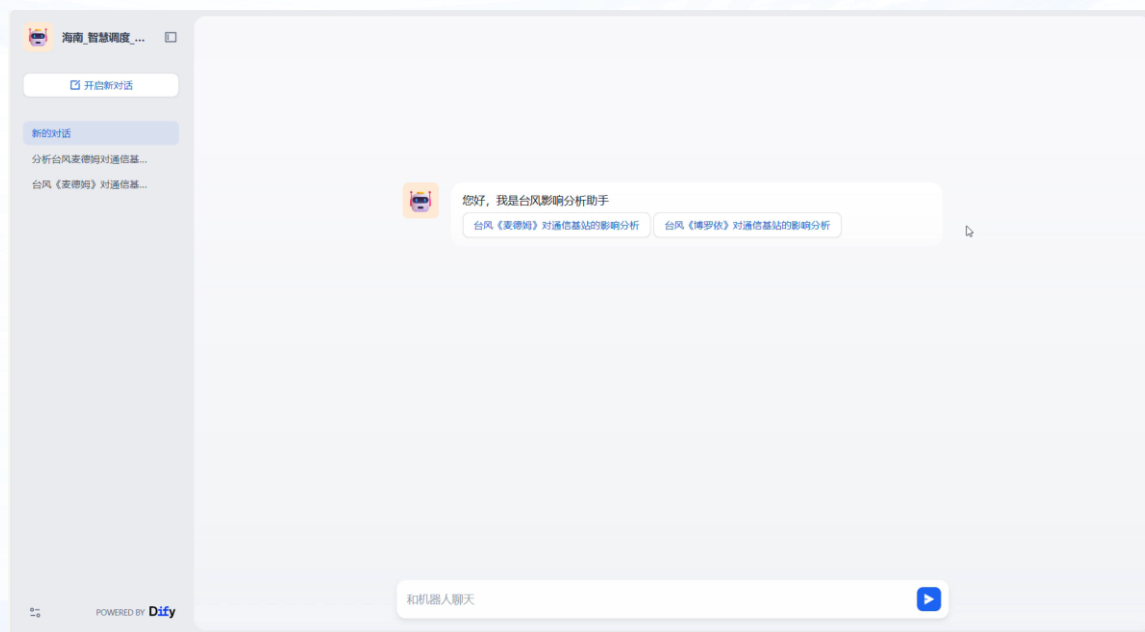 海南_智慧调度_...
开启新对话
新的对话
分析台风麦德姆对通信基...
台风《麦德姆》对通信基...
您好，我是台风影响分析助手
台风《麦德姆》对通信基站的影响分析 台风《博罗依》对通信基站的影响分析
和机器人聊天
POWERED BY Dify